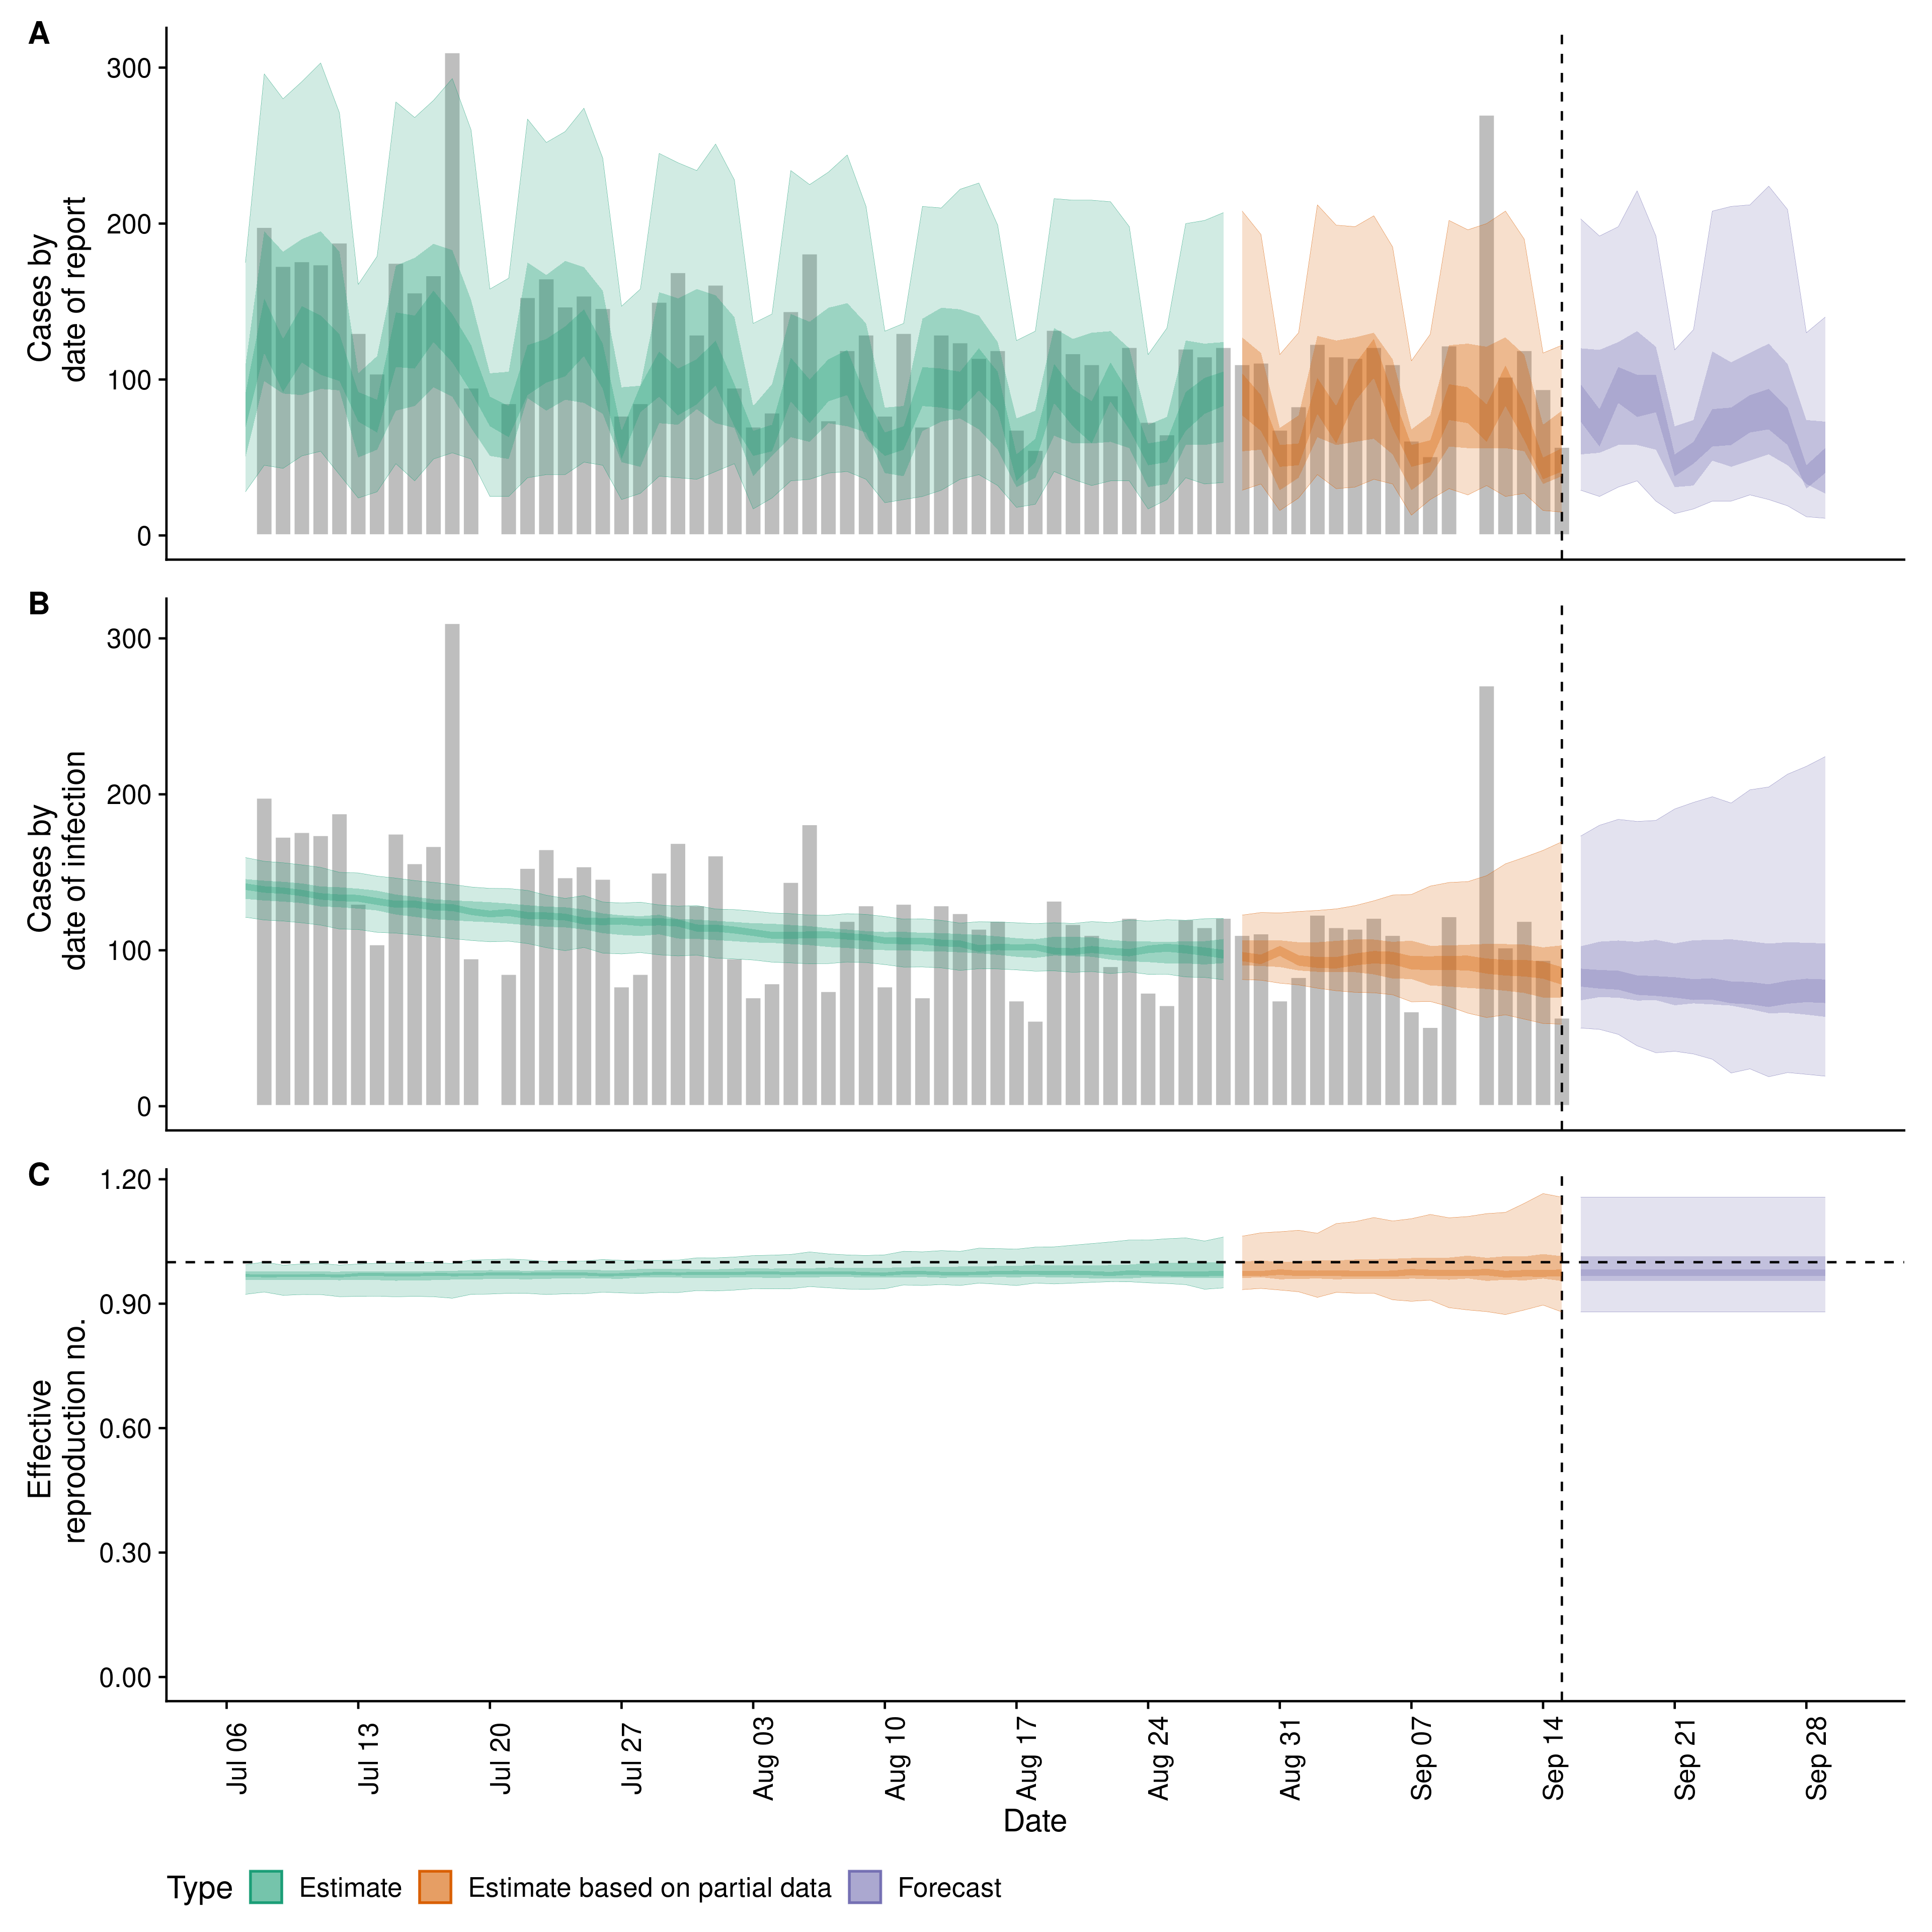 A
Cases by
date of report
300
200
100
0
B
Cases by
date of infection
300
200
100
0
C
Effective
reproduction no.
1.20
0.90
0.60
0.30
0.00
Jul 06
Jul 13
Jul 20
Jul 27
Aug 03
Aug 10
Aug 17
Aug 24
Aug 31
Sep 07
Sep 14
Sep 21
Sep 28
Date
Type Estimate Estimate based on partial data Forecast